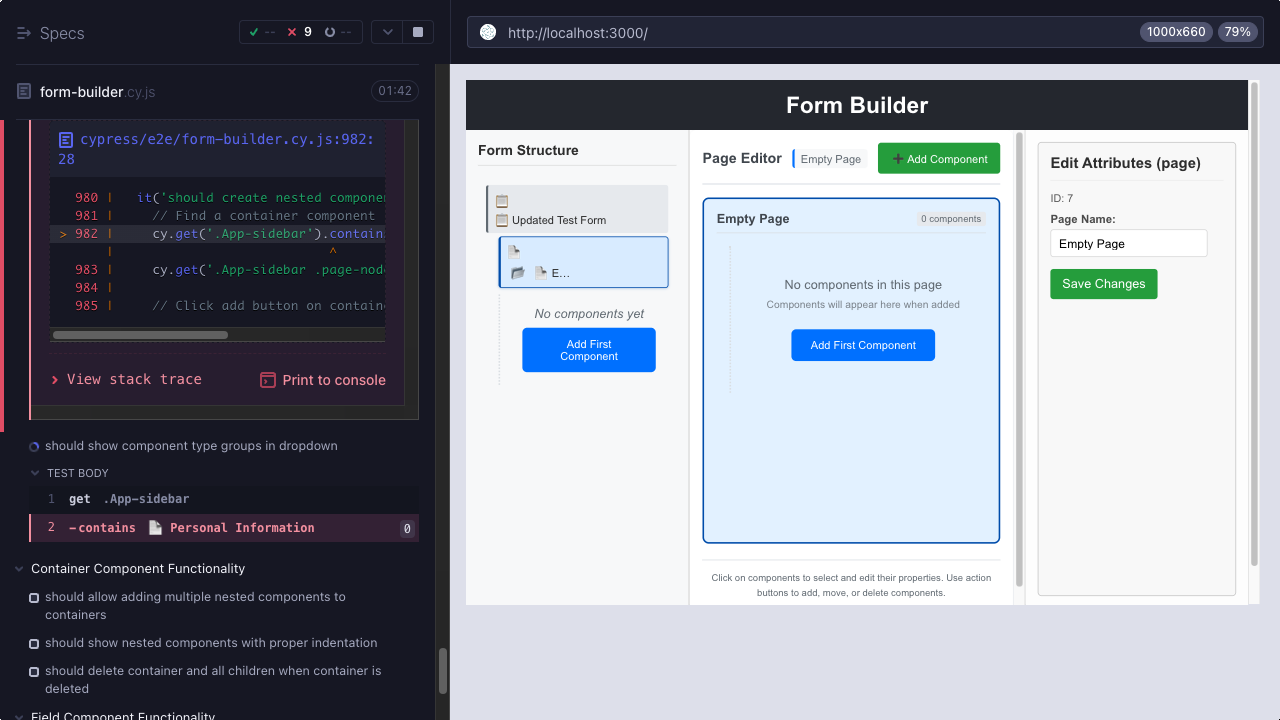 Specs
--
9
--
form-builder.cy.js
01:42
cypress/e2e/form-builder.cy.js:982:
28
980 | it('should create nested componen
981 | // Find a container component
> 982 | cy.get('.App-sidebar').contain
| ^
983 | cy.get('.App-sidebar .page-nod
984 |
985 | // Click add button on contain
View stack trace
Print to console
should show component type groups in dropdown
TEST BODY
1 get .App-sidebar
2 -contains Personal Information 0
Container Component Functionality
should allow adding multiple nested components to
containers
should show nested components with proper indentation
should delete container and all children when container is
deleted
Field Component Functionality
http://localhost:3000/
1000x660
79%
Form Builder
Form Structure
Updated Test Form
E...
No components yet
Add First
Component
Page Editor
Empty Page
Add Component
Empty Page
0 components
No components in this page
Components will appear here when added
Add First Component
Click on components to select and edit their properties. Use action
buttons to add, move, or delete components.
Edit Attributes (page)
ID: 7
Page Name:
Empty Page
Save Changes